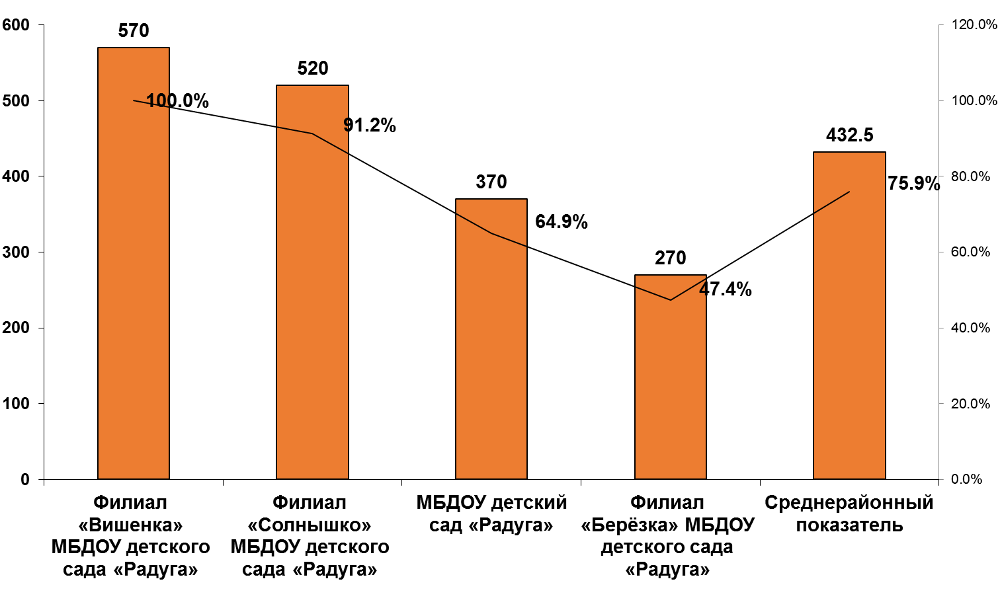 600
500
400
300
200
100
0
120.0%
100.0%
80.0%
60.0%
40.0%
20.0%
0.0%
570
520
370
270
432.5
100.0%
91.2%
64.9%
47.4%
75.9%
Филиал
«Вишенка»
МБДОУ детского
сада «Радуга»
Филиал
«Солнышко»
МБДОУ детского
сада «Радуга»
МБДОУ детский
сад «Радуга»
Филиал
«Берёзка» МБДОУ
детского сада
«Радуга»
Среднерайонный
показатель